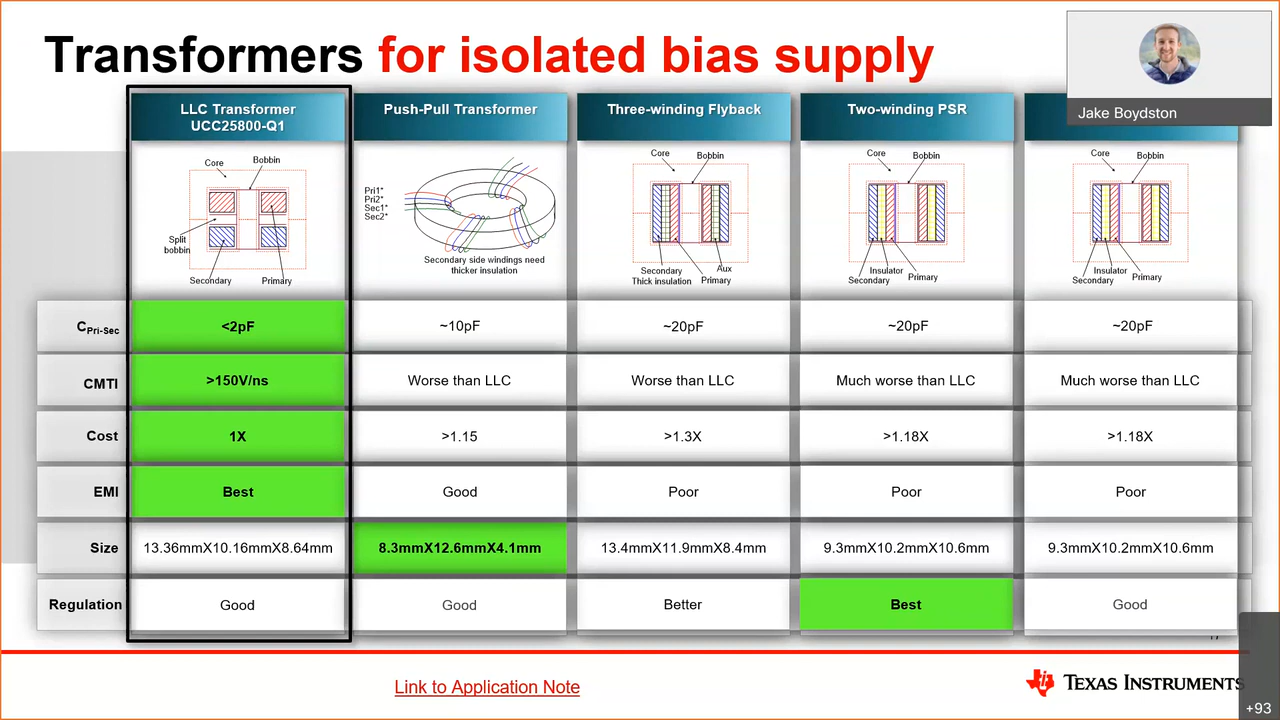 Transformers for isolated bias supply
Jake Boydston
LLC Transformer
UCC25800-Q1
Push-Pull Transformer
Three-winding Flyback
Two-winding PSR
Core
Bobbin
Split
bobbin
Secondary
Primary
Pri1*
Pri2*
Sec1*
Sec2*
Secondary side windings need
thicker insulation
Core
Bobbin
Secondary
Thick insulation
Aux
Primary
Core
Bobbin
Insulator
Secondary
Primary
Core
Bobbin
Insulator
Secondary
Primary
CPri-Sec <2pF ~10pF ~20pF ~20pF ~20pF
CMTI >150V/ns Worse than LLC Worse than LLC Much worse than LLC Much worse than LLC
Cost 1X >1.15 >1.3X >1.18X >1.18X
EMI Best Good Poor Poor Poor
Size 13.36mmX10.16mmX8.64mm 8.3mmX12.6mmX4.1mm 13.4mmX11.9mmX8.4mm 9.3mmX10.2mmX10.6mm 9.3mmX10.2mmX10.6mm
Regulation Good Good Better Best Good
Link to Application Note
TEXAS INSTRUMENTS
+93